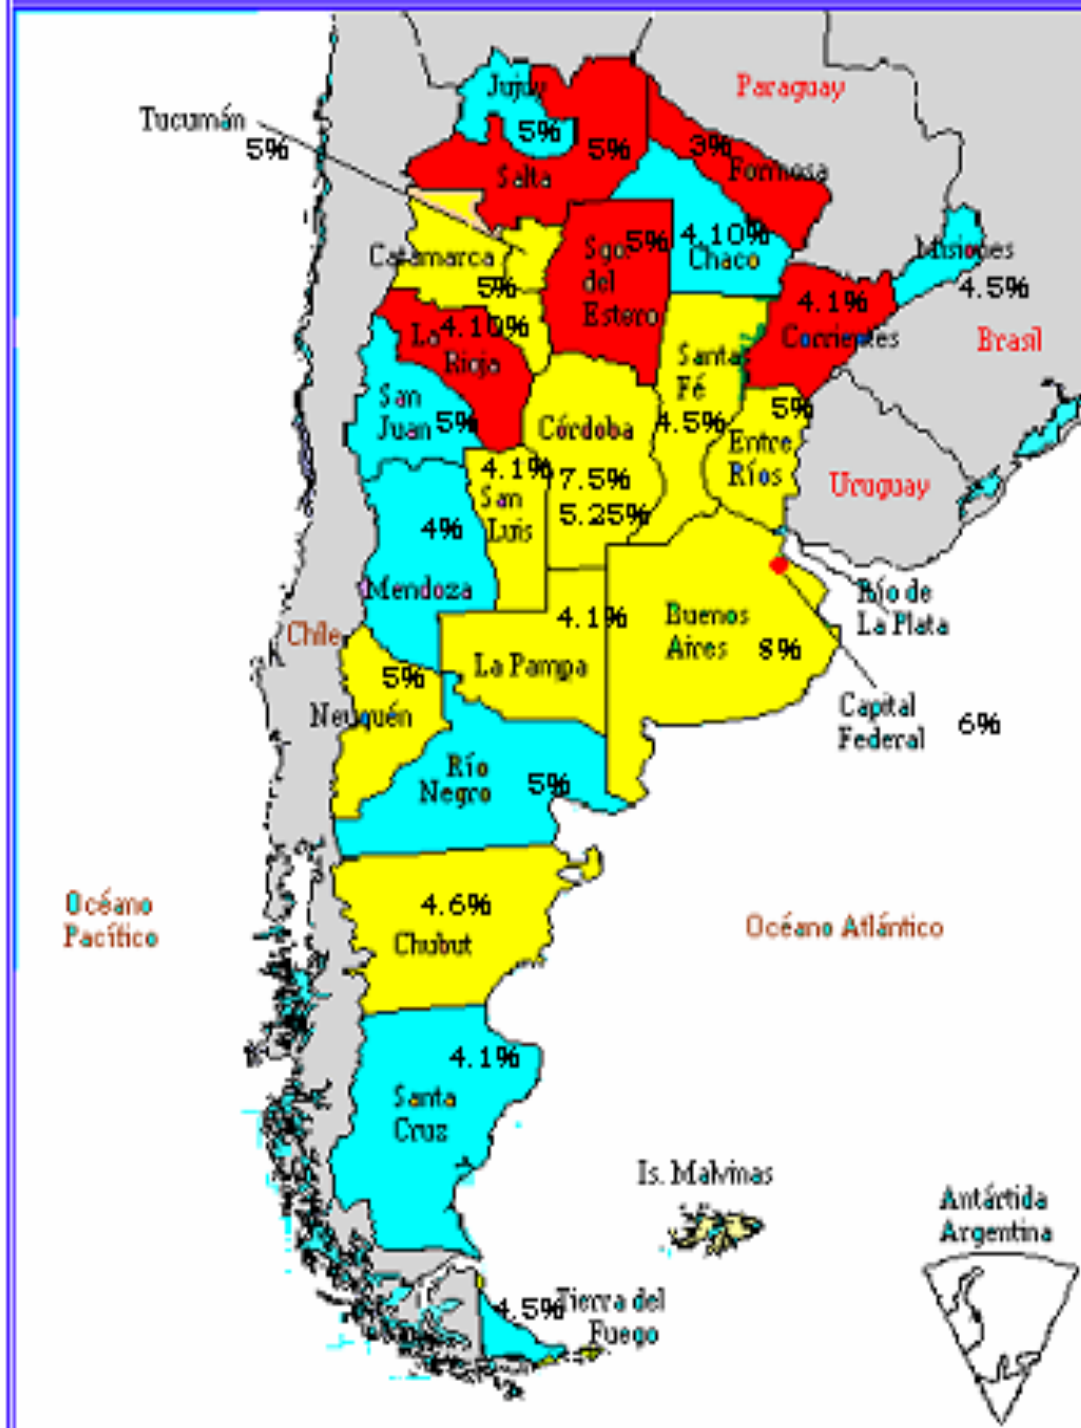 Jujuy
5%
Tucumán
5%
Salta
5%
Paraguay
3%
Formosa
Catamarca
5%
Sgo.
del
Estero
5%
4.10%
Chaco
Misiones
4.5%
La
Rioja
4.10%
4.1%
Corrientes
Brasil
San
Juan
5%
Córdoba
7.5%
5.25%
Santa
Fé
4.5%
5%
Entre
Ríos
Uruguay
4.1%
San
Luis
4%
Mendoza
Chile
4.1%
La Pampa
Buenos
Aires
8%
Río de
La Plata
Capital
Federal
6%
5%
Neuquén
Río
Negro
5%
4.6%
Chubut
Océano
Pacítico
Océano Atlántico
4.1%
Santa
Cruz
Is. Malvinas
Antártida
Argentina
4.5%
Tierra del
Fuego